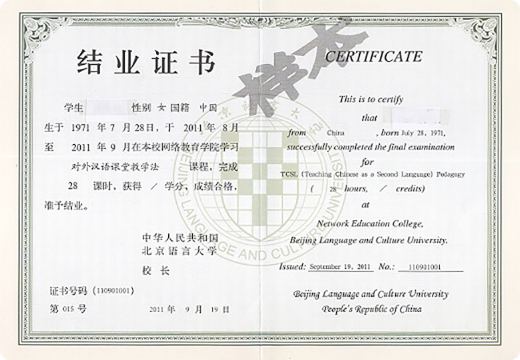 结业证书
样本
学生 性别 女 国籍 中国
生于 1971 年 7 月 28 日，于 2011 年 8 月
至 2011 年 9 月在本校网络教育学院学习
对外汉语课堂教学法 课程，完成
28 课时，获得 / 学分，成绩合格，
准予结业。
中华人民共和国
北京语言大学
校 长
证书号码 (110901001)
第 015 号 2011 年 9 月 19 日
CERTIFICATE
This is to certify
that
from China , born July 28, 1971,
successfully completed the final examination
for
TCSL (Teaching Chinese as a Second Language) Pedagogy
( 28 hours, / credits)
at
Network Education College,
Beijing Language and Culture University.
Issued: September 19, 2011 No.: 110901001
Beijing Language and Culture University
People's Republic of China
BEIJING LANGUAGE AND CULTURE UNIVERSITY